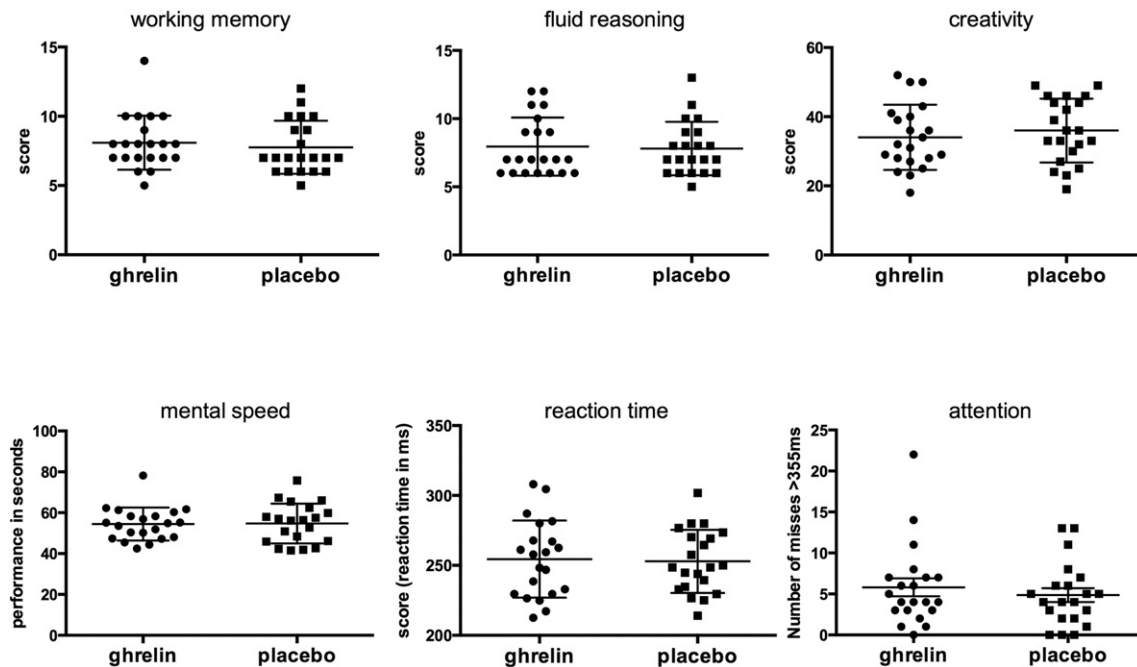 working memory
15
10
5
0
score
ghrelin
placebo
fluid reasoning
15
10
5
0
score
ghrelin
placebo
creativity
60
40
20
0
score
ghrelin
placebo
mental speed
100
80
60
40
20
0
performance in seconds
ghrelin
placebo
reaction time
350
300
250
200
score (reaction time in ms)
ghrelin
placebo
attention
25
20
15
10
5
0
Number of misses >355ms
ghrelin
placebo